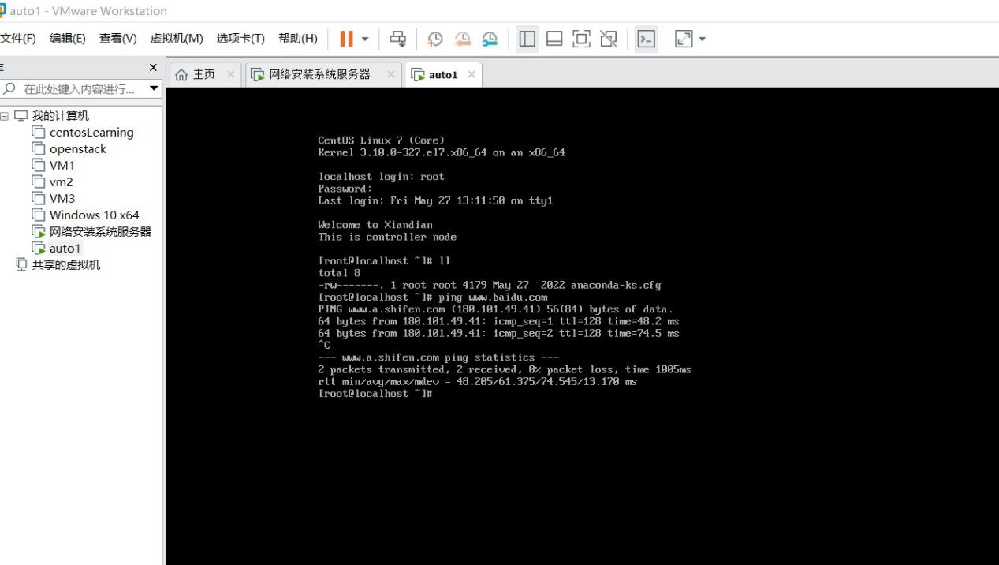 auto1 - VMware Workstation
文件(F) 编辑(E) 查看(V) 虚拟机(M) 选项卡(T) 帮助(H)
主页 网络安装系统服务器 auto1
在此处键入内容进行...
我的计算机
centosLearning
openstack
VM1
vm2
VM3
Windows 10 x64
网络安装系统服务器
auto1
共享的虚拟机
CentOS Linux 7 (Core)
Kernel 3.10.0-327.el7.x86_64 on an x86_64
localhost login: root
Password:
Last login: Fri May 27 13:11:50 on tty1
Welcome to Xiandian
This is controller node
[root@localhost ~]# ll
total 8
-rw-------. 1 root root 4179 May 27  2022 anaconda-ks.cfg
[root@localhost ~]# ping www.baidu.com
PING www.a.shifen.com (180.101.49.41) 56(84) bytes of data.
64 bytes from 180.101.49.41: icmp_seq=1 ttl=128 time=48.2 ms
64 bytes from 180.101.49.41: icmp_seq=2 ttl=128 time=74.5 ms
^C
--- www.a.shifen.com ping statistics ---
2 packets transmitted, 2 received, 0% packet loss, time 1005ms
rtt min/avg/max/mdev = 48.205/61.375/74.545/13.170 ms
[root@localhost ~]#